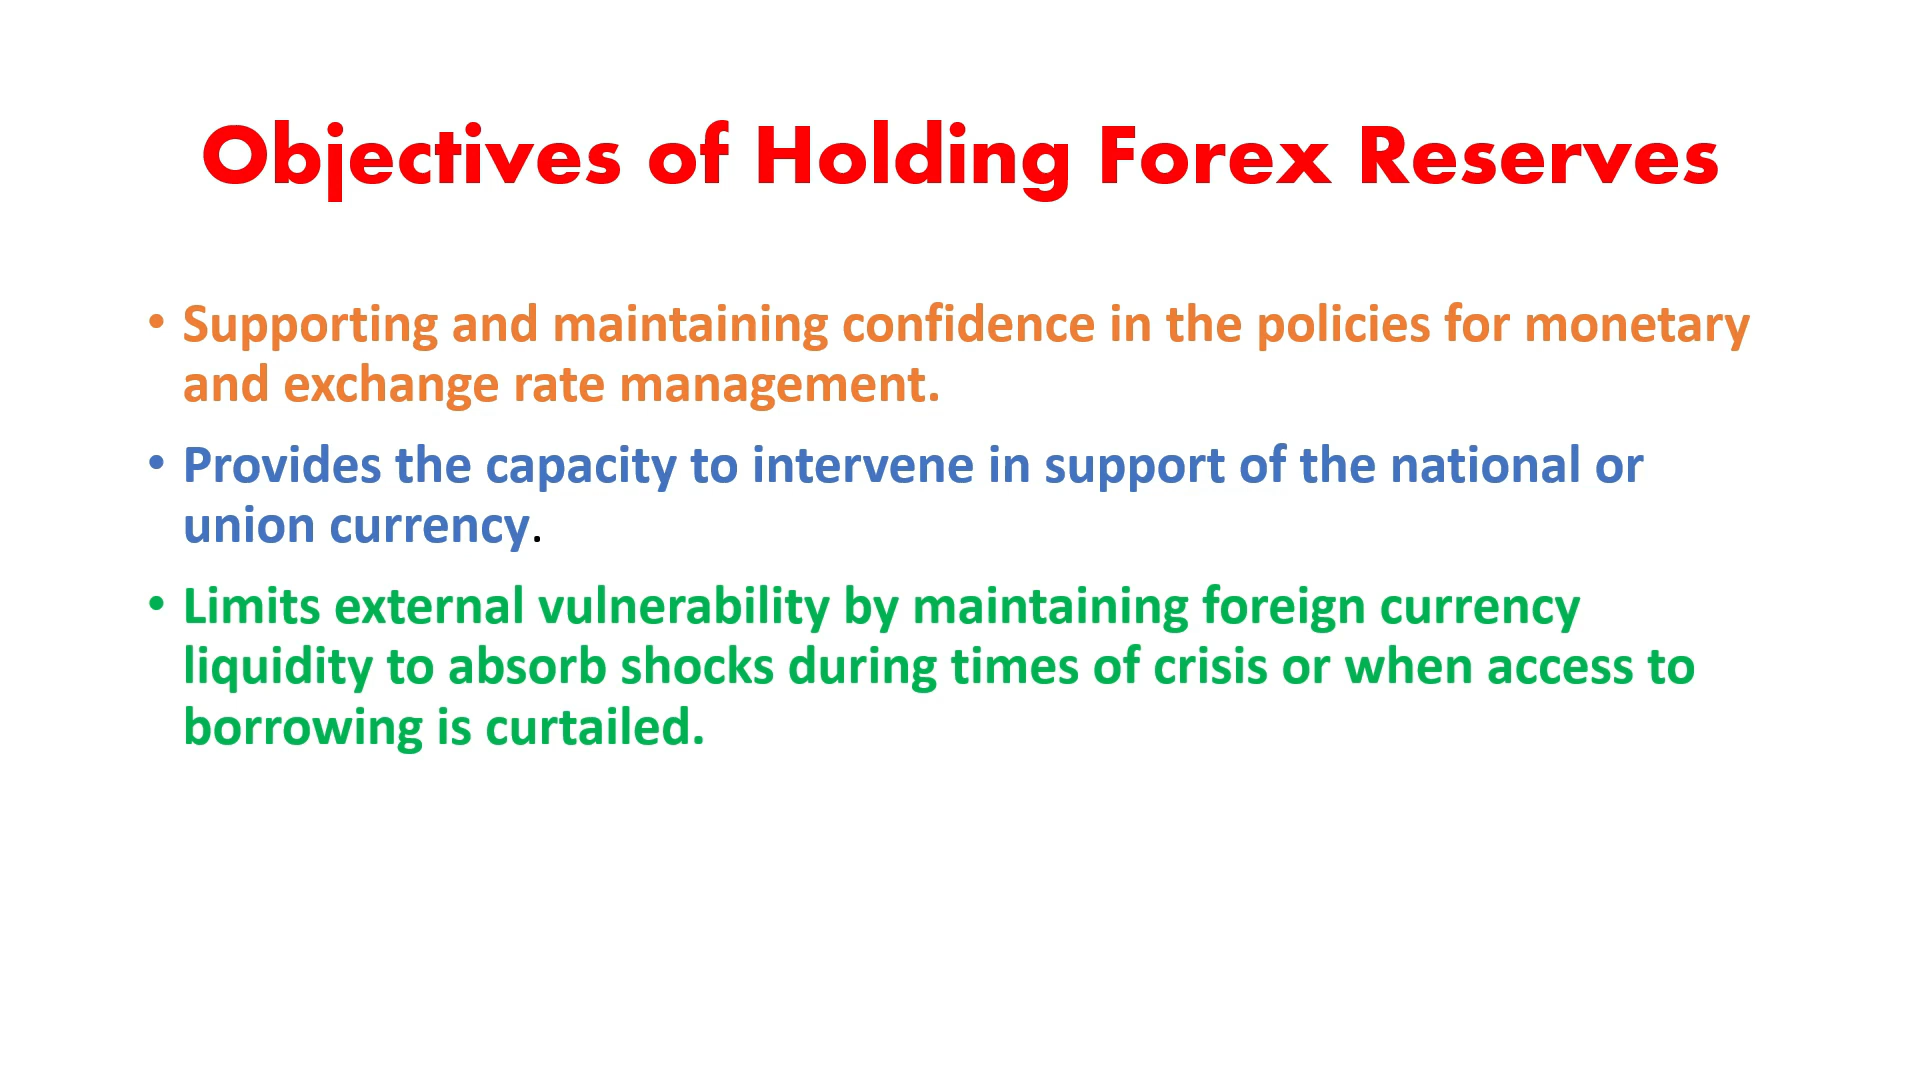 Objectives of Holding Forex Reserves
• Supporting and maintaining confidence in the policies for monetary
and exchange rate management.
• Provides the capacity to intervene in support of the national or
union currency.
• Limits external vulnerability by maintaining foreign currency
liquidity to absorb shocks during times of crisis or when access to
borrowing is curtailed.